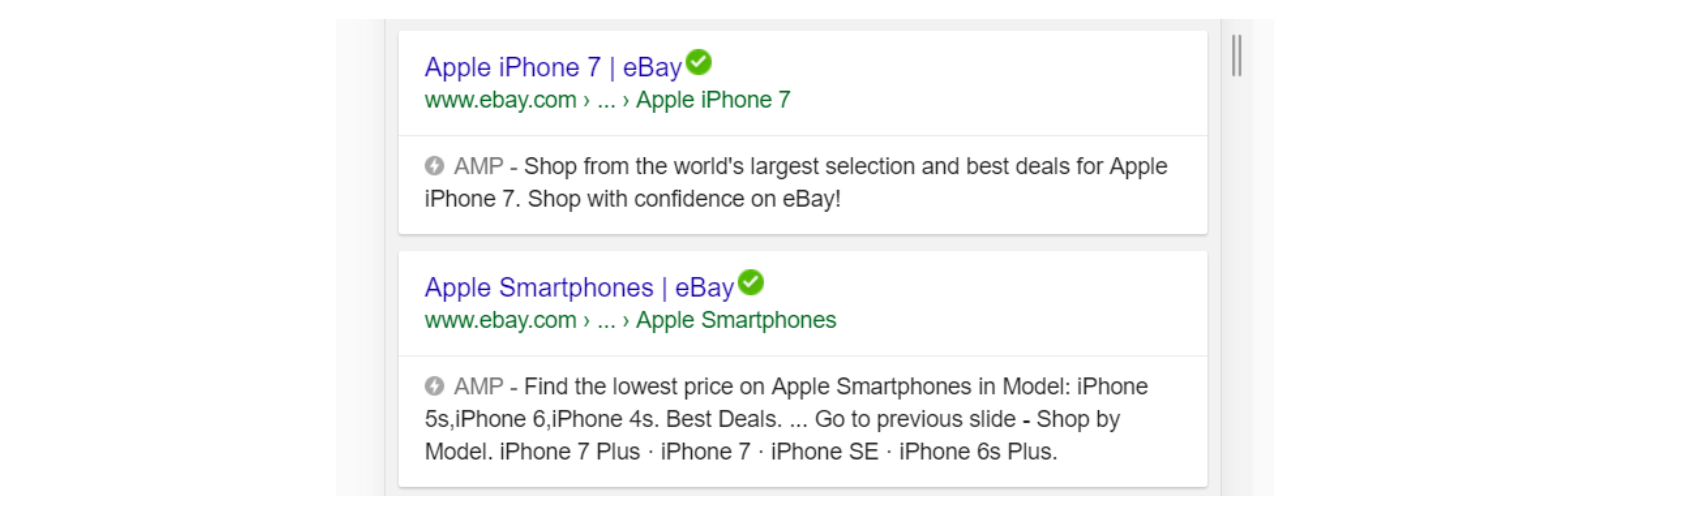 Apple iPhone 7 | eBay
www.ebay.com › ... › Apple iPhone 7
AMP - Shop from the world's largest selection and best deals for Apple
iPhone 7. Shop with confidence on eBay!
Apple Smartphones | eBay
www.ebay.com › ... › Apple Smartphones
AMP - Find the lowest price on Apple Smartphones in Model: iPhone
5s,iPhone 6,iPhone 4s. Best Deals. ... Go to previous slide - Shop by
Model. iPhone 7 Plus · iPhone 7 · iPhone SE · iPhone 6s Plus.